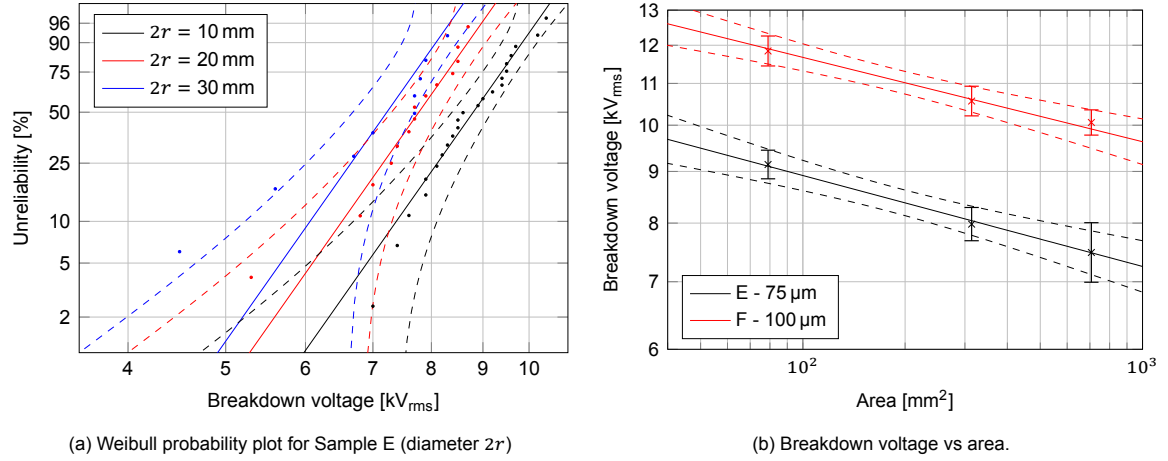 96
90
75
50
25
10
5
2
Unreliability [%]
2r = 10 mm
2r = 20 mm
2r = 30 mm
4 5 6 7 8 9 10
Breakdown voltage [kVrms]
(a) Weibull probability plot for Sample E (diameter 2r)
13
12
11
10
9
8
7
6
Breakdown voltage [kVrms]
E - 75 µm
F - 100 µm
10² 10³
Area [mm²]
(b) Breakdown voltage vs area.